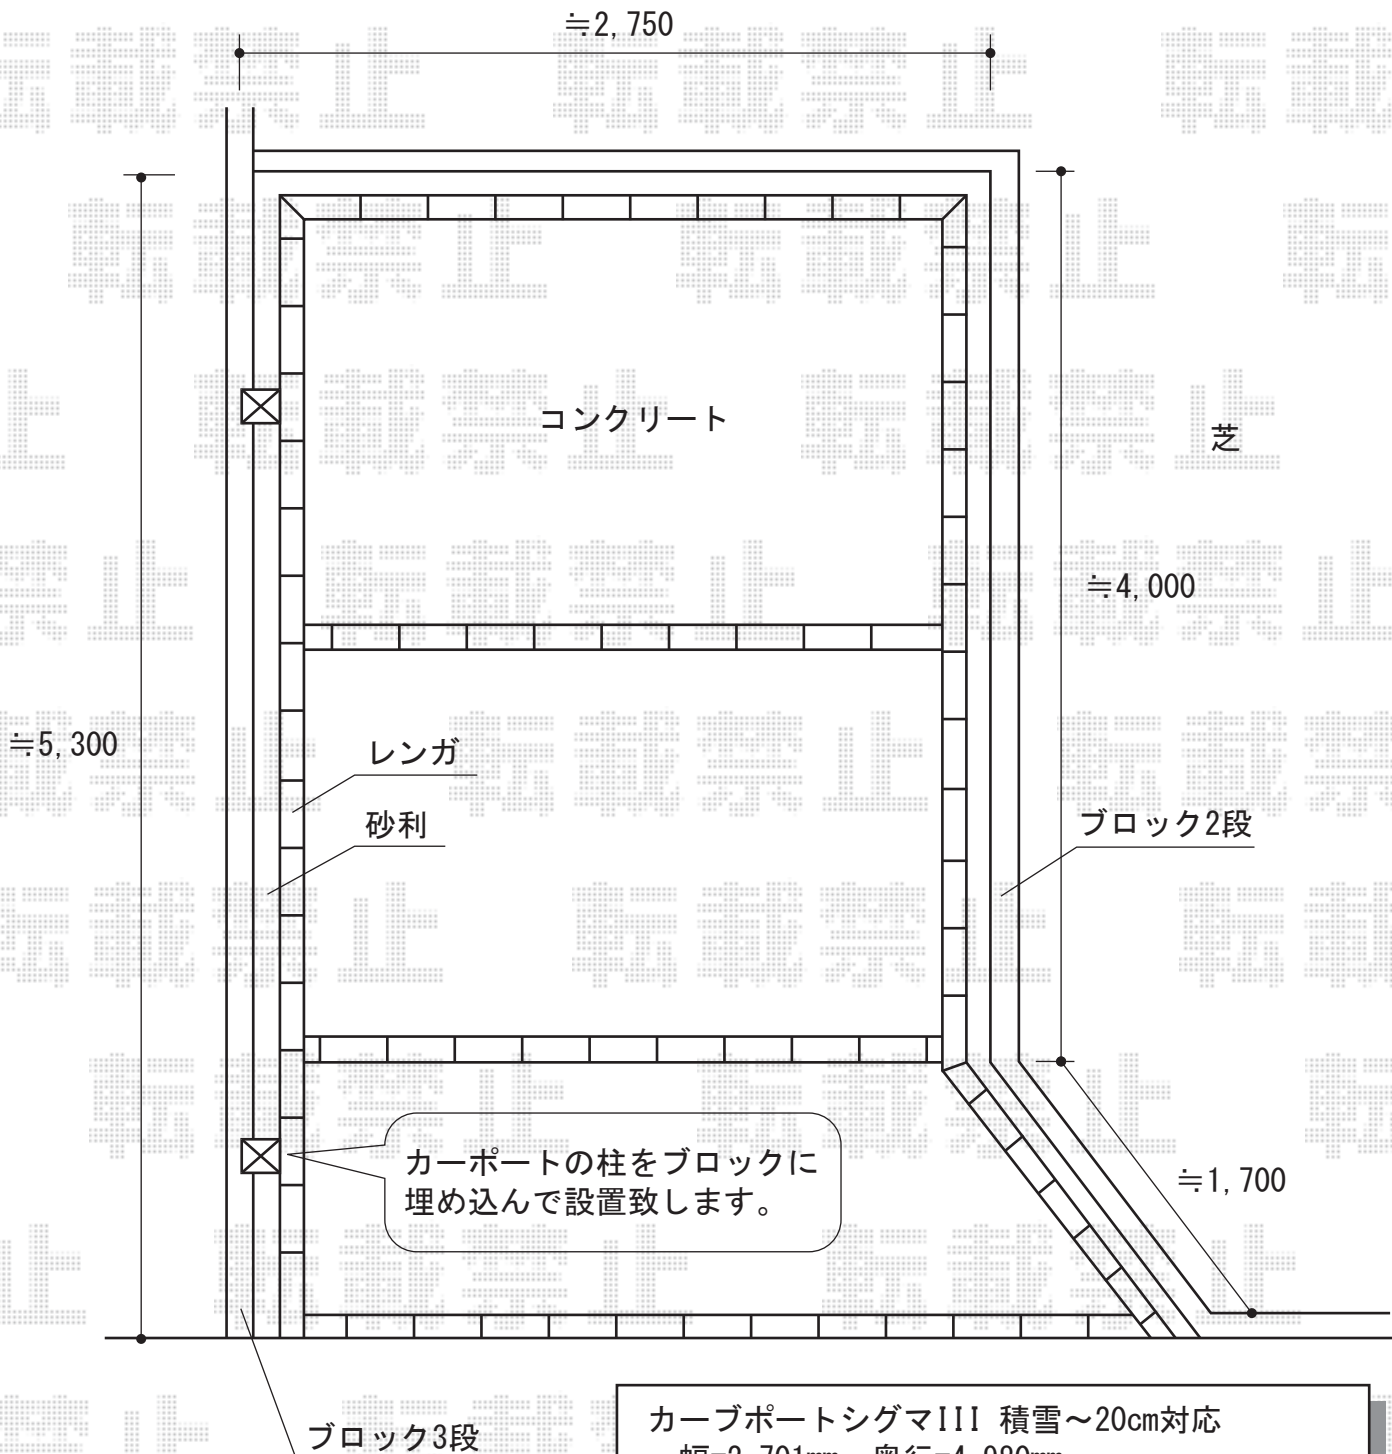 ≒2,750
コンクリート
芝
≒4,000
≒5,300
レンガ
砂利
ブロック2段
カーポートの柱をブロックに
埋め込んで設置致します。
≒1,700
ブロック3段
カーブポートシグマIII 積雪～20cm対応
転載禁止